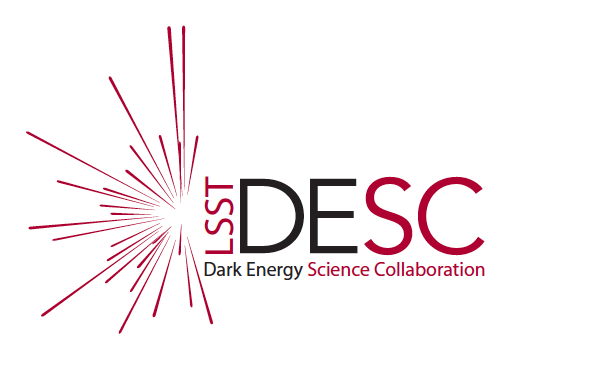 LSST
DESC
Dark Energy Science Collaboration